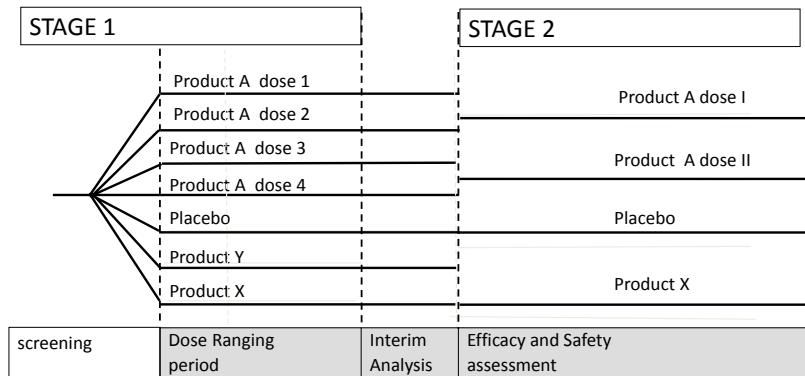 STAGE 1
STAGE 2
Product A dose 1
Product A dose 2
Product A dose 3
Product A dose 4
Placebo
Product Y
Product X
Product A dose I
Product A dose II
Placebo
Product X
screening
Dose Ranging
period
Interim
Analysis
Efficacy and Safety
assessment